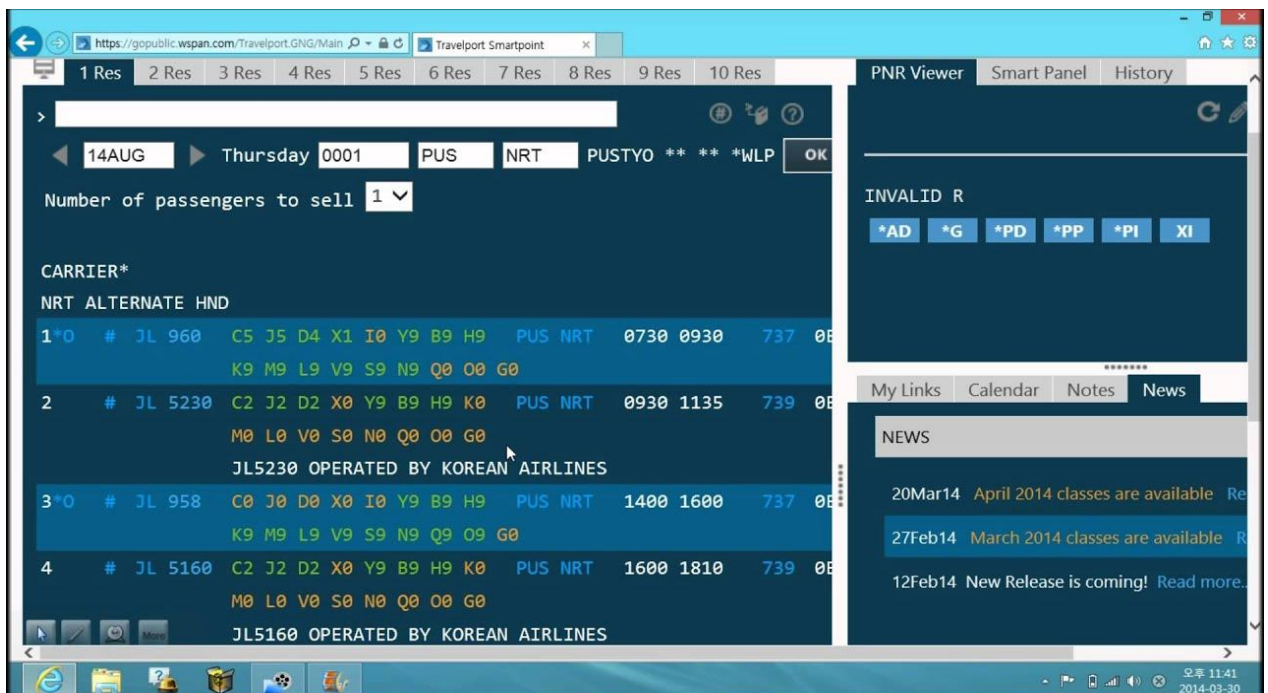 https://gopublic.wspan.com/Travelport.GNG/Main
Travelport Smartpoint
1 Res 2 Res 3 Res 4 Res 5 Res 6 Res 7 Res 8 Res 9 Res 10 Res
>
14AUG Thursday 0001 PUS NRT PUSTYO ** ** *WLP OK
Number of passengers to sell 1
CARRIER*
NRT ALTERNATE HND
1*O # JL 960 C5 J5 D4 X1 I0 Y9 B9 H9 PUS NRT 0730 0930 737 0E
K9 M9 L9 V9 S9 N9 Q0 O0 G0
2 # JL 5230 C2 J2 D2 X0 Y9 B9 H9 K0 PUS NRT 0930 1135 739 0E
M0 L0 V0 S0 N0 Q0 O0 G0
JL5230 OPERATED BY KOREAN AIRLINES
3*O # JL 958 C0 J0 D0 X0 I0 Y9 B9 H9 PUS NRT 1400 1600 737 0E
K9 M9 L9 V9 S9 N9 Q9 O9 G0
4 # JL 5160 C2 J2 D2 X0 Y9 B9 H9 K0 PUS NRT 1600 1810 739 0E
M0 L0 V0 S0 N0 Q0 O0 G0
JL5160 OPERATED BY KOREAN AIRLINES
More
PNR Viewer Smart Panel History
INVALID R
*AD *G *PD *PP *PI XI
My Links Calendar Notes News
NEWS
20Mar14 April 2014 classes are available Re
27Feb14 March 2014 classes are available R
12Feb14 New Release is coming! Read more..
오후 11:41
2014-03-30